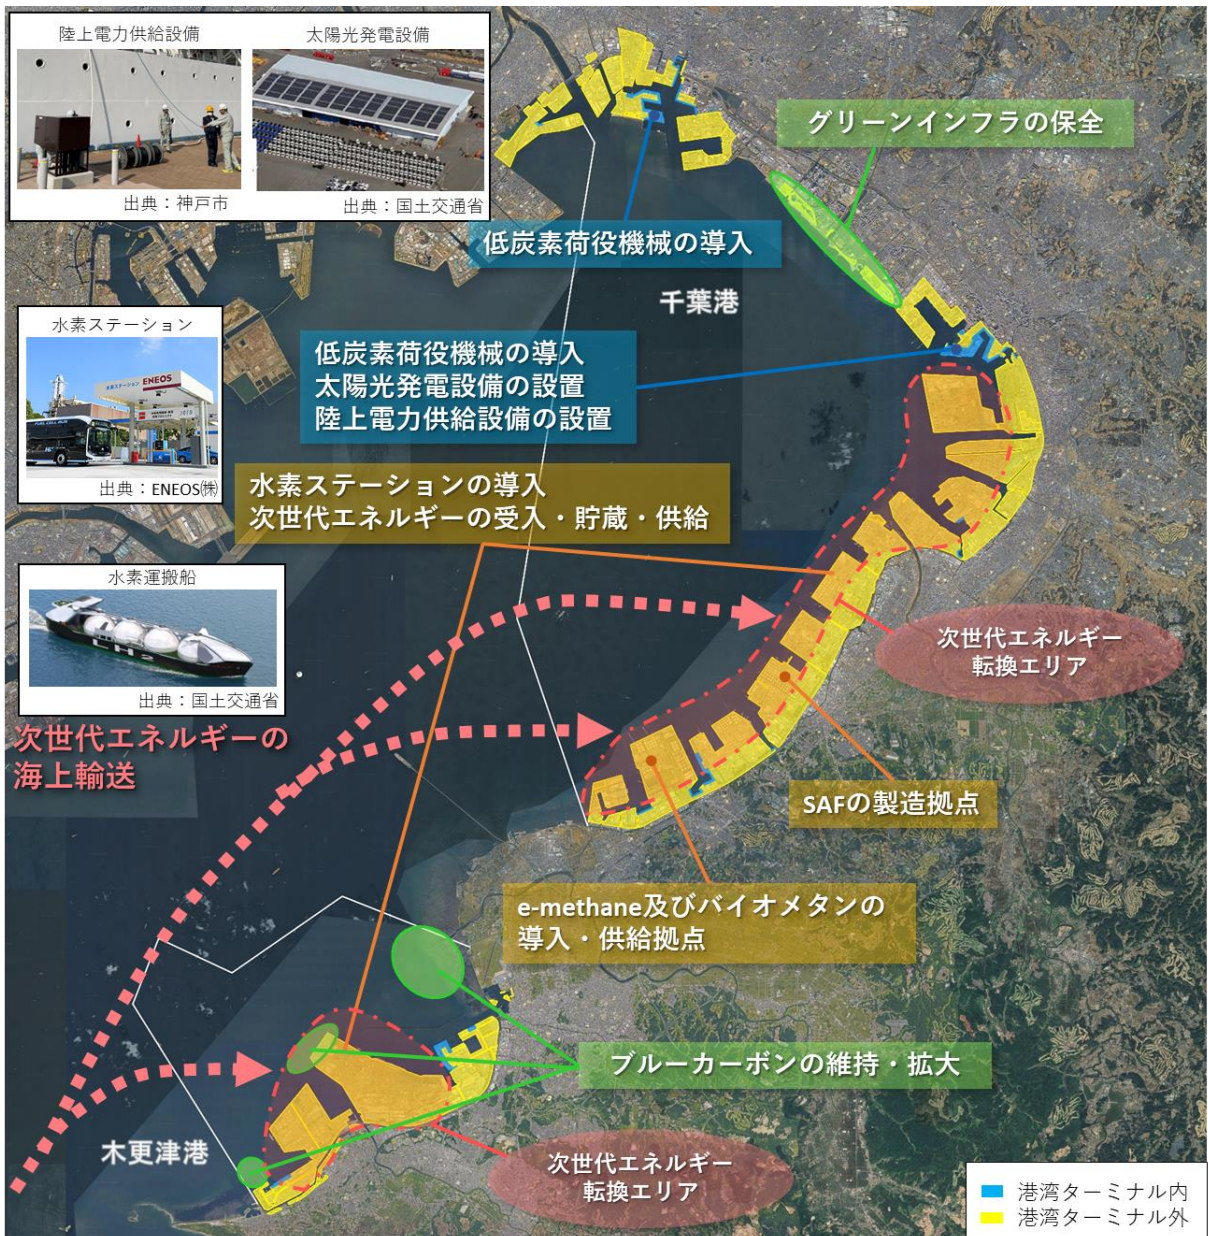 陸上電力供給設備
太陽光発電設備
出典：神戸市
出典：国土交通省
グリーンインフラの保全
低炭素荷役機械の導入
千葉港
水素ステーション
ENEOS
出典：ENEOS㈱
低炭素荷役機械の導入
太陽光発電設備の設置
陸上電力供給設備の設置
水素ステーションの導入
次世代エネルギーの受入・貯蔵・供給
水素運搬船
LH2
出典：国土交通省
次世代エネルギー
転換エリア
次世代エネルギーの
海上輸送
SAFの製造拠点
e-methane及びバイオメタンの
導入・供給拠点
ブルーカーボンの維持・拡大
木更津港
次世代エネルギー
転換エリア
港湾ターミナル内
港湾ターミナル外